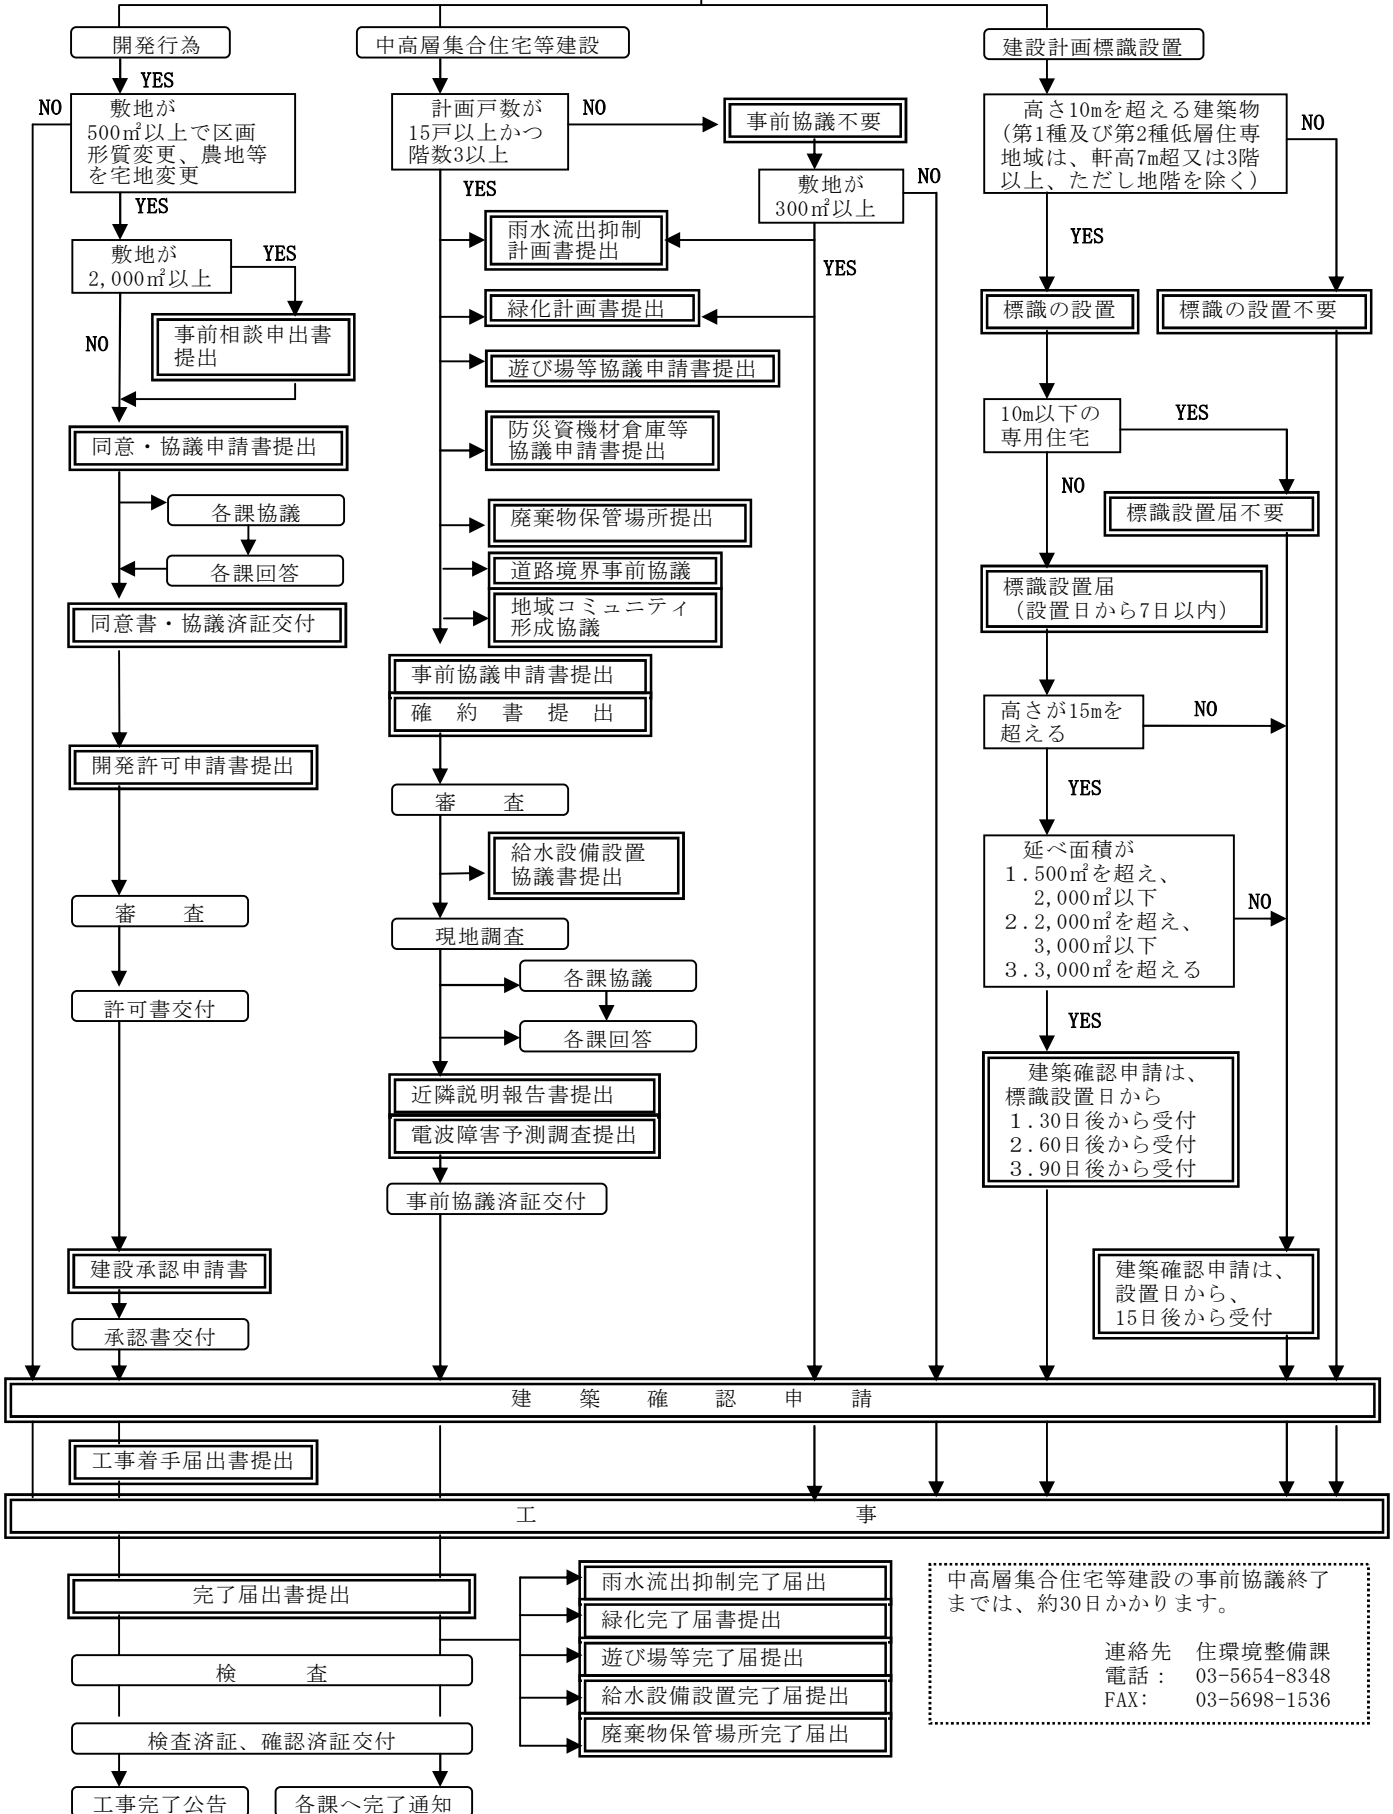 開発行為
中高層集合住宅等建設
建設計画標識設置
YES
NO
敷地が
500㎡以上で区画
形質変更、農地等
を宅地変更
YES
敷地が
2,000㎡以上
YES
NO
事前相談申出書
提出
同意・協議申請書提出
各課協議
各課回答
同意書・協議済証交付
開発許可申請書提出
審　　査
許可書交付
建設承認申請書
承認書交付
計画戸数が
15戸以上かつ
階数3以上
NO
事前協議不要
YES
敷地が
300㎡以上
NO
YES
雨水流出抑制
計画書提出
緑化計画書提出
遊び場等協議申請書提出
防災資機材倉庫等
協議申請書提出
廃棄物保管場所提出
道路境界事前協議
地域コミュニティ
形成協議
事前協議申請書提出
確　約　書　提　出
審　　査
給水設備設置
協議書提出
現地調査
各課協議
各課回答
近隣説明報告書提出
電波障害予測調査提出
事前協議済証交付
高さ10mを超える建築物
(第1種及び第2種低層住専
地域は、軒高7m超又は3階
以上、ただし地階を除く)
NO
YES
標識の設置
標識の設置不要
10m以下の
専用住宅
YES
NO
標識設置届不要
標識設置届
(設置日から7日以内)
高さが15mを
超える
NO
YES
延べ面積が
1.500㎡を超え、
2,000㎡以下
2.2,000㎡を超え、
3,000㎡以下
3.3,000㎡を超える
NO
YES
建築確認申請は、
標識設置日から
1.30日後から受付
2.60日後から受付
3.90日後から受付
建築確認申請は、
設置日から、
15日後から受付
建　築　確　認　申　請
工事着手届出書提出
工　　　　　　　　事
完了届出書提出
検　　査
検査済証、確認済証交付
工事完了公告
各課へ完了通知
雨水流出抑制完了届出
緑化完了届書提出
遊び場等完了届提出
給水設備設置完了届提出
廃棄物保管場所完了届出
中高層集合住宅等建設の事前協議終了
までは、約30日かかります。
連絡先　住環境整備課
電話：　03-5654-8348
FAX:　03-5698-1536